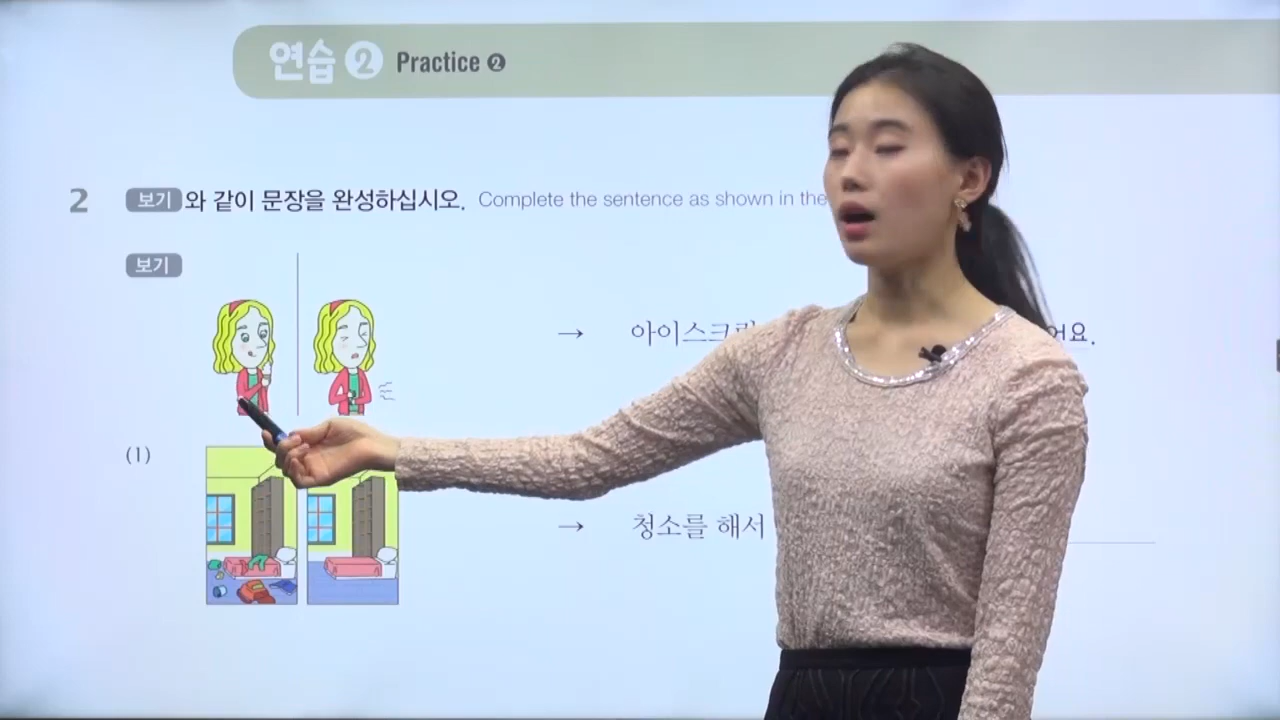 연습 2 Practice 2
2 보기 와 같이 문장을 완성하십시오. Complete the sentence as shown in the
보기
→ 아이스크림 어요.
(1) → 청소를 해서